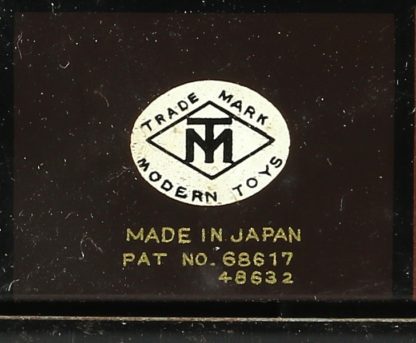 TRADE MARK
TM
MODERN TOYS
MADE IN JAPAN
PAT NO. 68617
48632